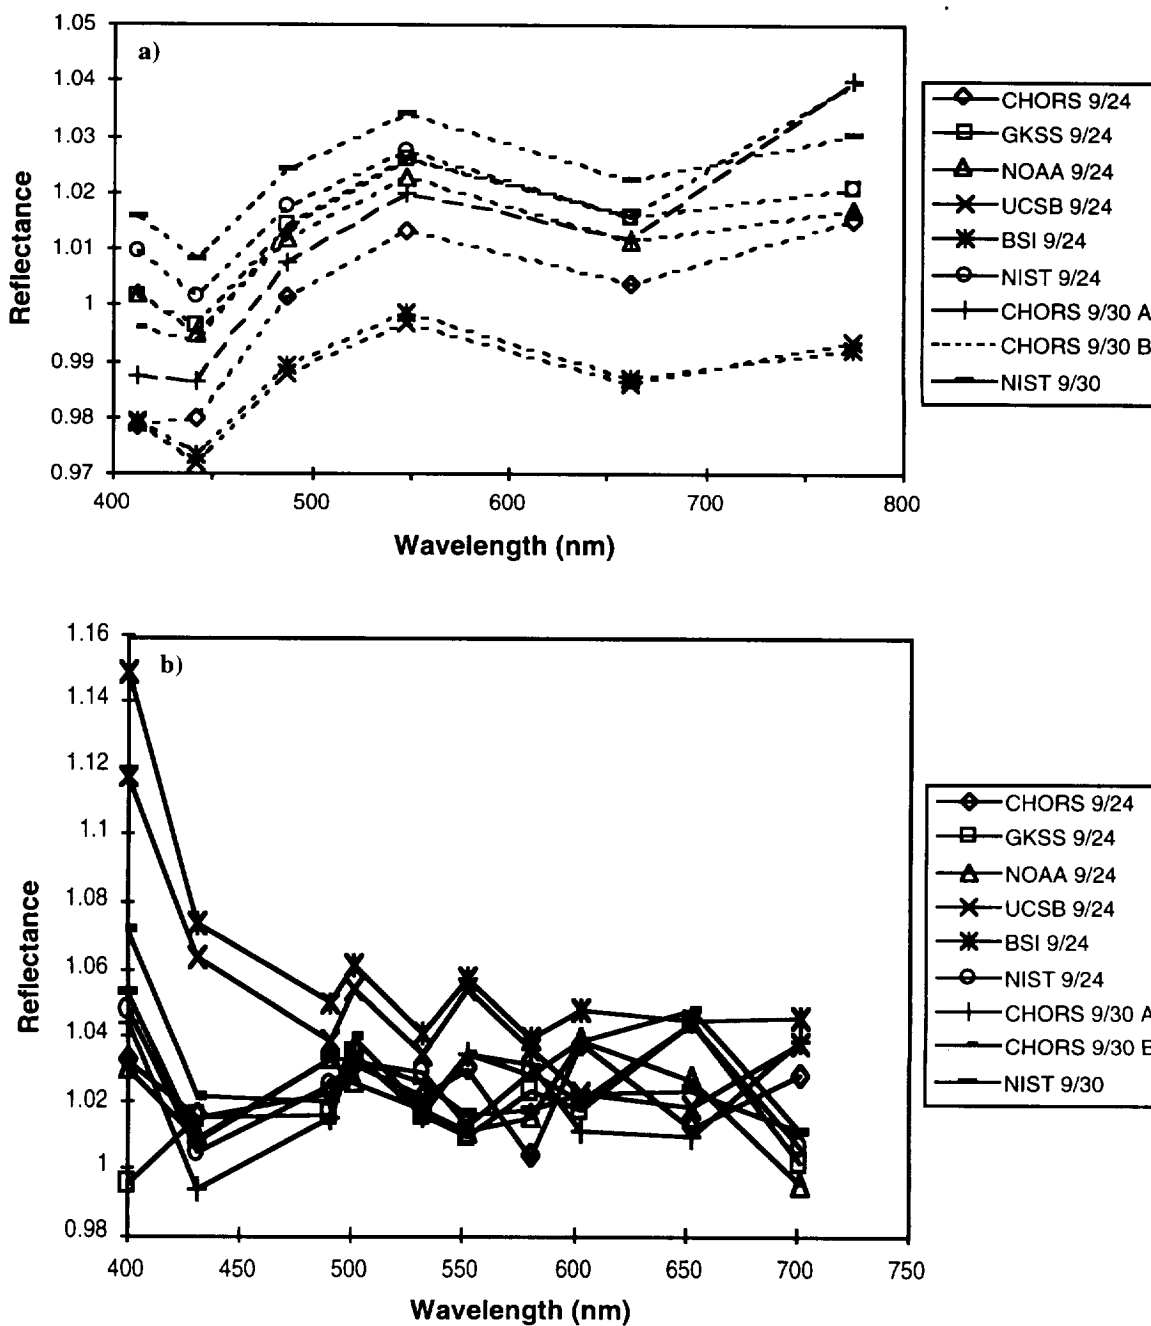 a)
1.05
1.04
1.03
1.02
1.01
1
0.99
0.98
0.97
Reflectance
400
500
600
700
800
Wavelength (nm)
CHORS 9/24
GKSS 9/24
NOAA 9/24
UCSB 9/24
BSI 9/24
NIST 9/24
CHORS 9/30 A
CHORS 9/30 B
NIST 9/30
b)
1.16
1.14
1.12
1.1
1.08
1.06
1.04
1.02
1
0.98
Reflectance
400
450
500
550
600
650
700
750
Wavelength (nm)
CHORS 9/24
GKSS 9/24
NOAA 9/24
UCSB 9/24
BSI 9/24
NIST 9/24
CHORS 9/30 A
CHORS 9/30 B
NIST 9/30